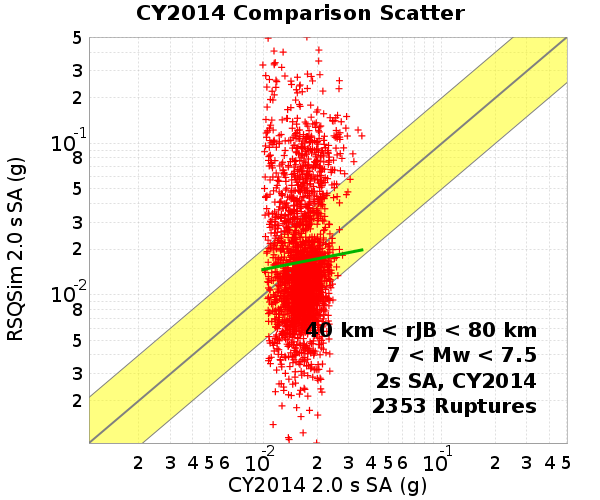 CY2014 Comparison Scatter
RSQSim 2.0 s SA (g)
5
3
2
10-1
8
5
3
2
10-2
8
5
3
2
40 km < rJB < 80 km
7 < Mw < 7.5
2s SA, CY2014
2353 Ruptures
2 3 4 5 6 10-2 2 3 4 5 6 10-1 2 3 4 5
CY2014 2.0 s SA (g)